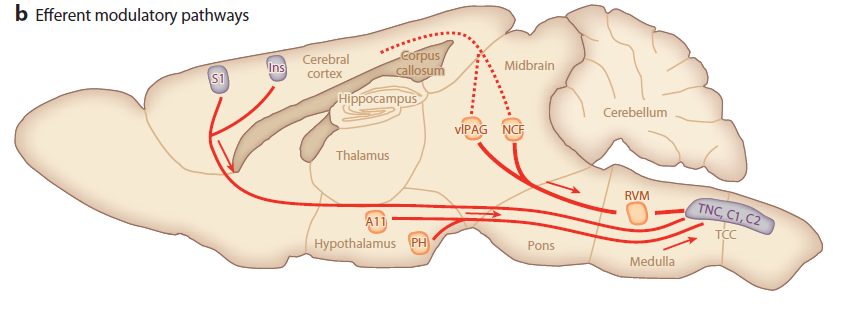 b Efferent modulatory pathways
S1
Ins
Cerebral
cortex
Corpus
callosum
Midbrain
Hippocampus
Cerebellum
vlPAG
NCF
Thalamus
RVM
TNC, C1, C2
A11
TCC
Hypothalamus
PH
Pons
Medulla